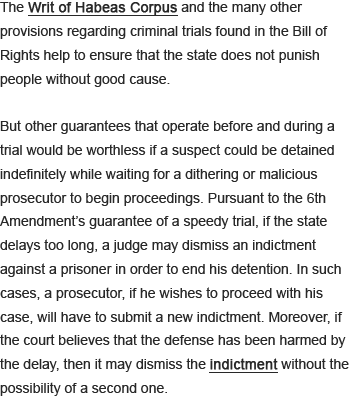 The Writ of Habeas Corpus and the many other
provisions regarding criminal trials found in the Bill of
Rights help to ensure that the state does not punish
people without good cause.
But other guarantees that operate before and during a
trial would be worthless if a suspect could be detained
indefinitely while waiting for a dithering or malicious
prosecutor to begin proceedings. Pursuant to the 6th
Amendment’s guarantee of a speedy trial, if the state
delays too long, a judge may dismiss an indictment
against a prisoner in order to end his detention. In such
cases, a prosecutor, if he wishes to proceed with his
case, will have to submit a new indictment. Moreover, if
the court believes that the defense has been harmed by
the delay, then it may dismiss the indictment without the
possibility of a second one.